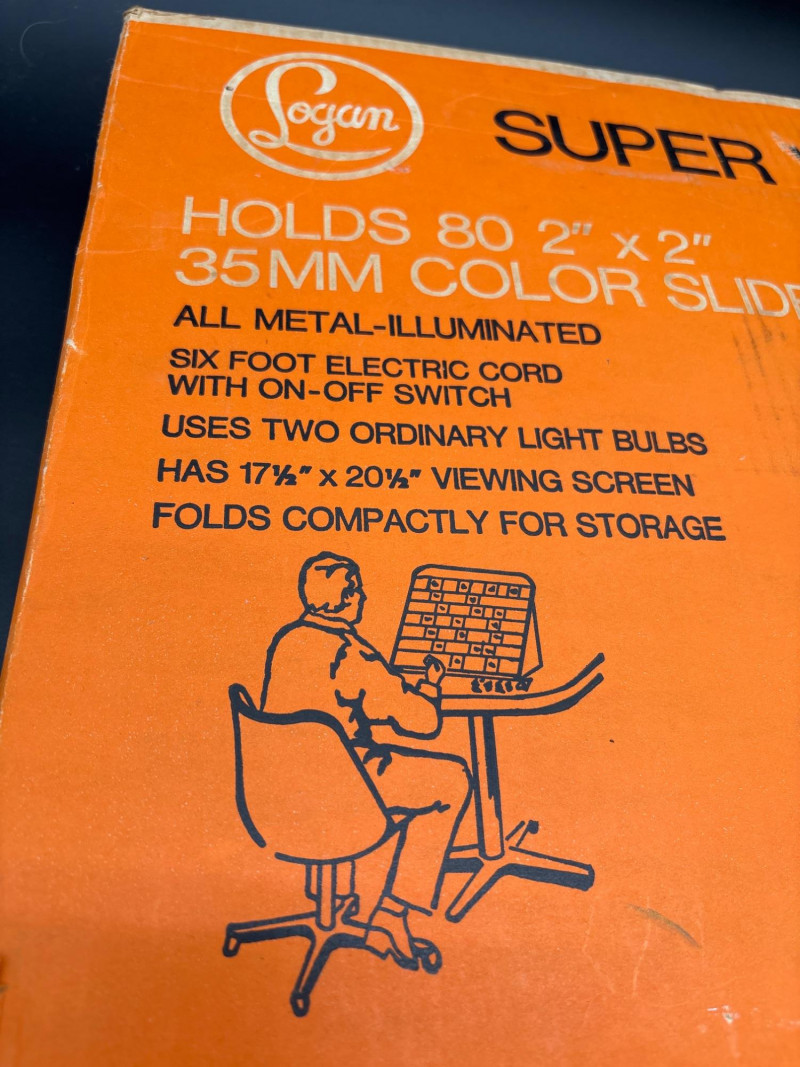 Logan
SUPER
HOLDS 80 2" x 2"
35MM COLOR SLIDE
ALL METAL-ILLUMINATED
SIX FOOT ELECTRIC CORD
WITH ON-OFF SWITCH
USES TWO ORDINARY LIGHT BULBS
HAS 17½" x 20½" VIEWING SCREEN
FOLDS COMPACTLY FOR STORAGE